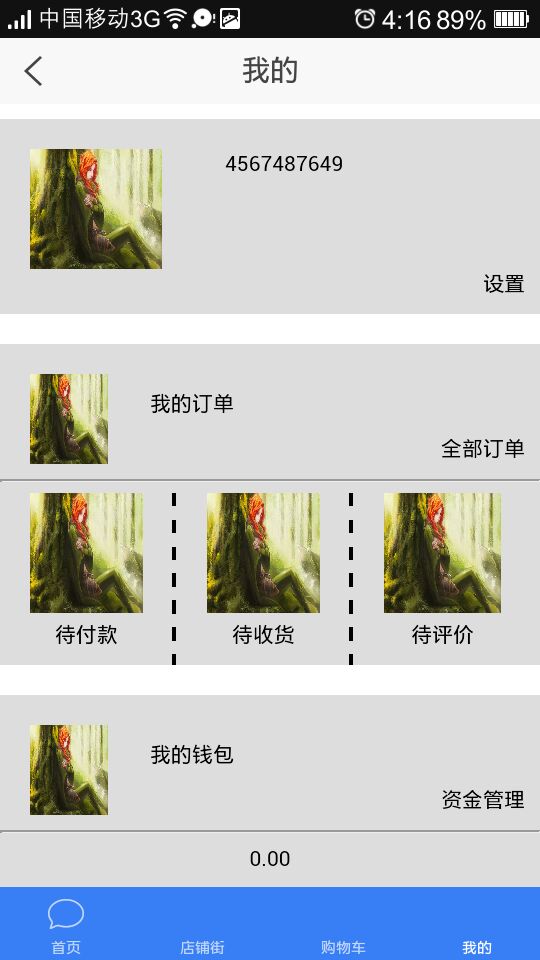 中国移动3G 4:16 89%
我的
4567487649
设置
我的订单
全部订单
待付款 待收货 待评价
我的钱包
资金管理
0.00
首页 店铺街 购物车 我的